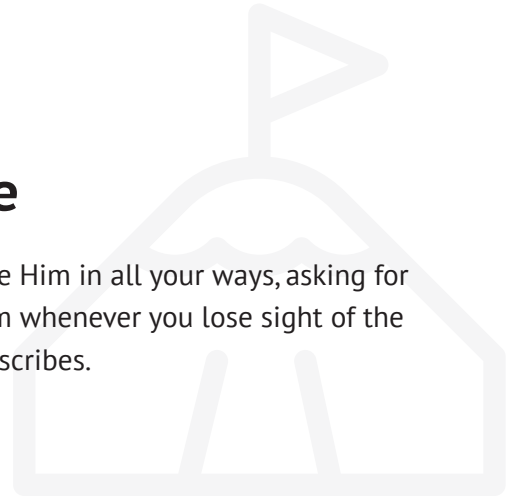 e
e Him in all your ways, asking for
m whenever you lose sight of the
scribes.